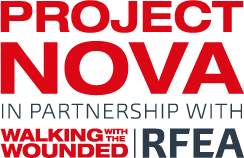 PROJECT
NOVA
IN PARTNERSHIP WITH
WALKING WITH THE WOUNDED | RFEA